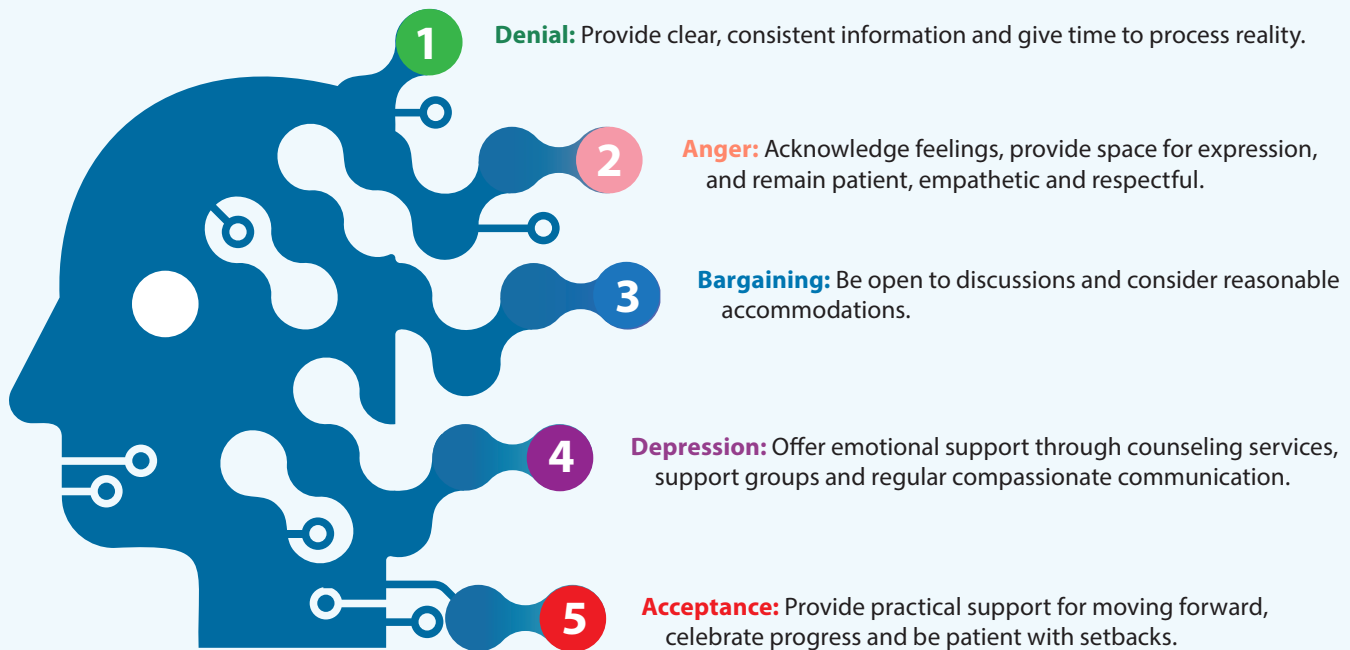 1
Denial: Provide clear, consistent information and give time to process reality.
2
Anger: Acknowledge feelings, provide space for expression,
and remain patient, empathetic and respectful.
3
Bargaining: Be open to discussions and consider reasonable
accommodations.
4
Depression: Offer emotional support through counseling services,
support groups and regular compassionate communication.
5
Acceptance: Provide practical support for moving forward,
celebrate progress and be patient with setbacks.